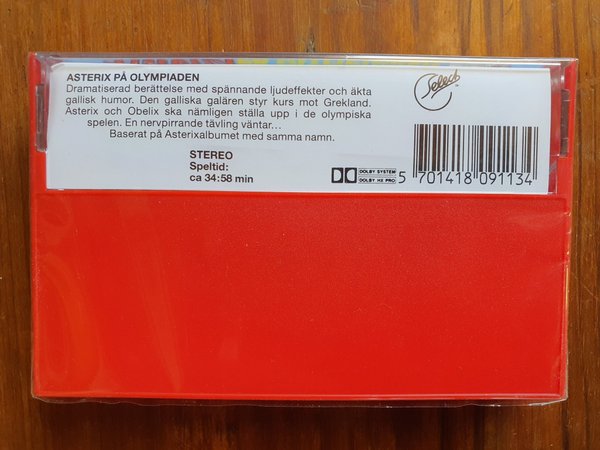 ASTERIX PÅ OLYMPIADEN
Dramatiserad berättelse med spännande ljudeffekter och äkta
gallisk humor. Den galliska galären styr kurs mot Grekland.
Asterix och Obelix ska nämligen ställa upp i de olympiska
spelen. En nervpirrande tävling väntar...
Baserat på Asterixalbumet med samma namn.
Select
STEREO
Speltid:
ca 34:58 min
DOLBY SYSTEM
DOLBY HX PRO
5 701418 091134